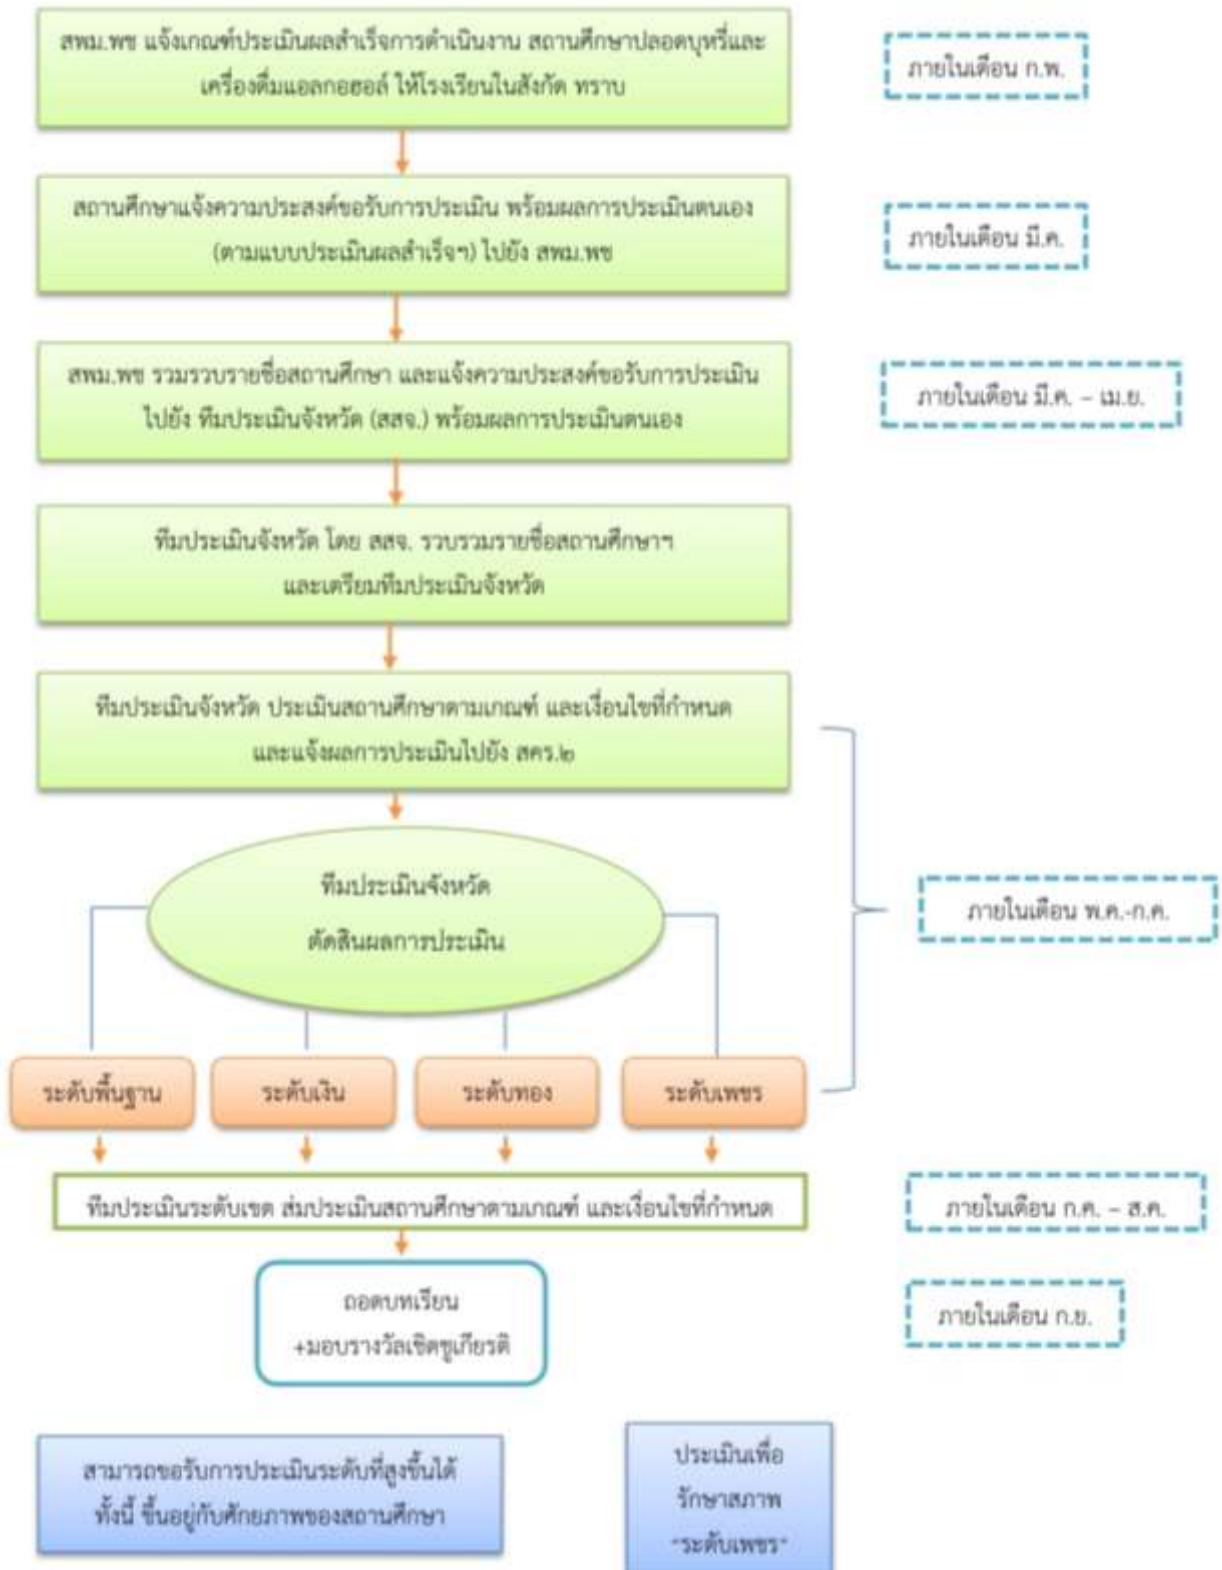 สพม.พช แจ้งเกณฑ์ประเมินผลสำเร็จการดำเนินงาน สถานศึกษาปลอดบุหรี่และ
เครื่องดื่มแอลกอฮอล์ ให้โรงเรียนในสังกัด ทราบ
ภายในเดือน ก.พ.
สถานศึกษาแจ้งความประสงค์ขอรับการประเมิน พร้อมผลการประเมินตนเอง
(ตามแบบประเมินผลสำเร็จฯ) ไปยัง สพม.พช
ภายในเดือน มี.ค.
สพม.พช รวมรวบรายชื่อสถานศึกษา และแจ้งความประสงค์ขอรับการประเมิน
ไปยัง ทีมประเมินจังหวัด (สสจ.) พร้อมผลการประเมินตนเอง
ภายในเดือน มี.ค. – เม.ย.
ทีมประเมินจังหวัด โดย สสจ. รวบรวมรายชื่อสถานศึกษาฯ
และเตรียมทีมประเมินจังหวัด
ทีมประเมินจังหวัด ประเมินสถานศึกษาตามเกณฑ์ และเงื่อนไขที่กำหนด
และแจ้งผลการประเมินไปยัง สคร.๒
ทีมประเมินจังหวัด
ตัดสินผลการประเมิน
ภายในเดือน พ.ค.-ก.ค.
ระดับพื้นฐาน
ระดับเงิน
ระดับทอง
ระดับเพชร
ทีมประเมินระดับเขต สุ่มประเมินสถานศึกษาตามเกณฑ์ และเงื่อนไขที่กำหนด
ภายในเดือน ก.ค. – ส.ค.
ถอดบทเรียน
+มอบรางวัลเชิดชูเกียรติ
ภายในเดือน ก.ย.
สามารถขอรับการประเมินระดับที่สูงขึ้นได้
ทั้งนี้ ขึ้นอยู่กับศักยภาพของสถานศึกษา
ประเมินเพื่อ
รักษาสภาพ
"ระดับเพชร"